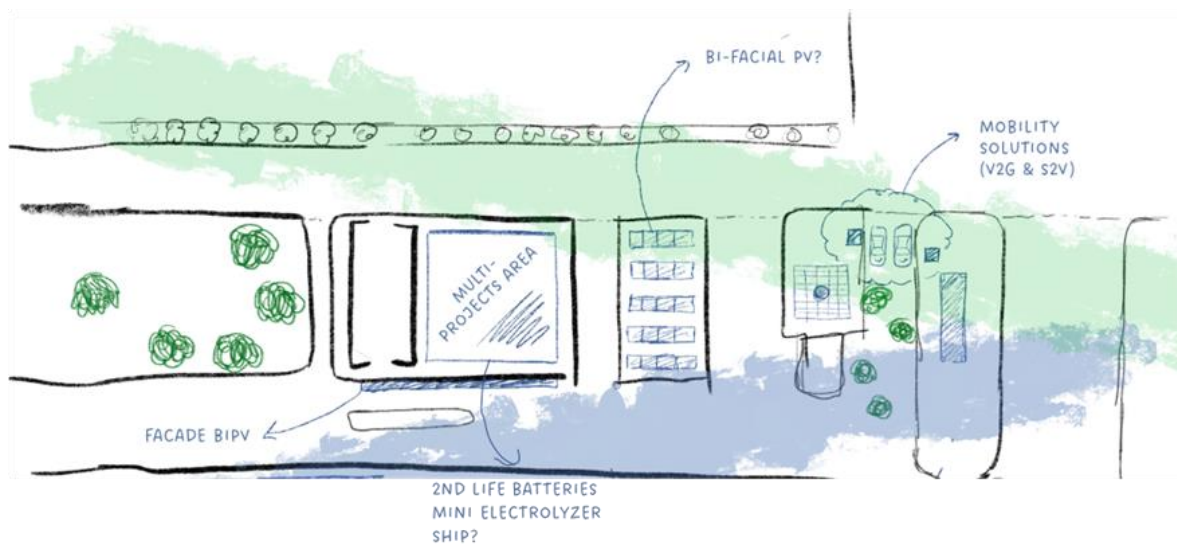 BI-FACIAL PV?
MOBILITY
SOLUTIONS
(V2G & S2V)
MULTI-
PROJECTS AREA
FACADE BIPV
2ND LIFE BATTERIES
MINI ELECTROLYZER
SHIP?